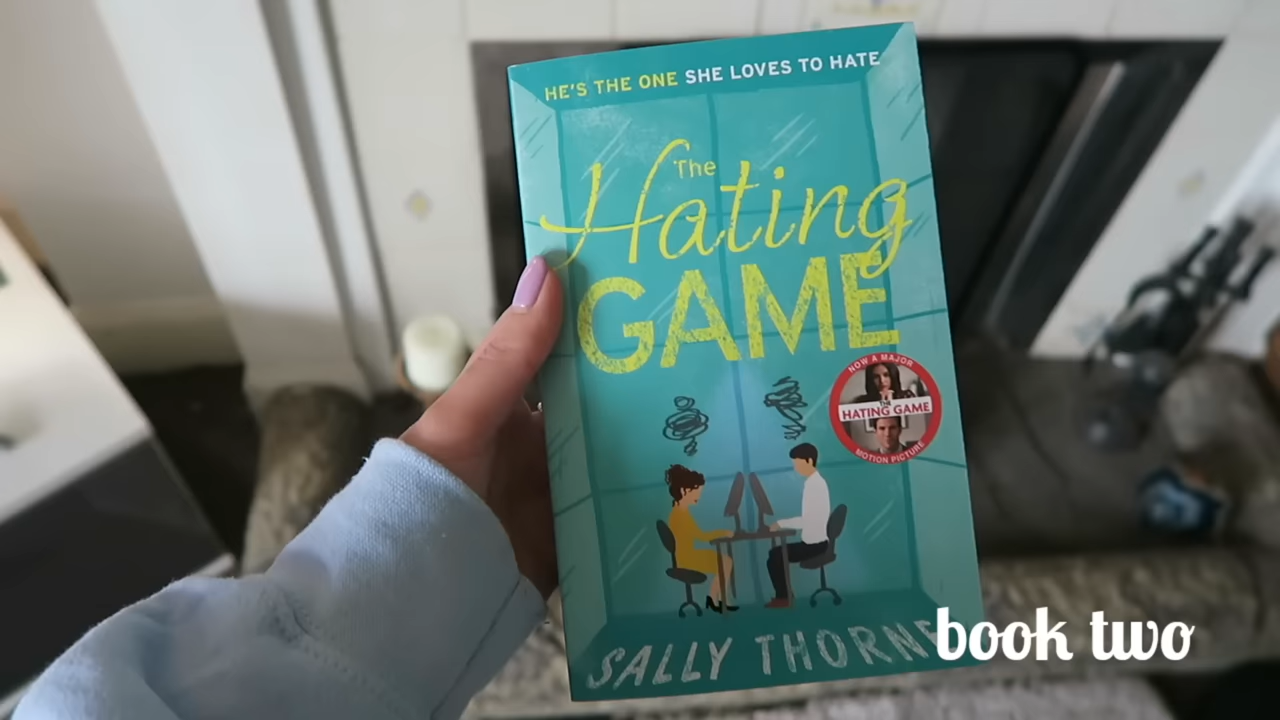 HE'S THE ONE SHE LOVES TO HATE
The
Hating
GAME
NOW A MAJOR
THE
HATING GAME
MOTION PICTURE
SALLY THORNE
book two